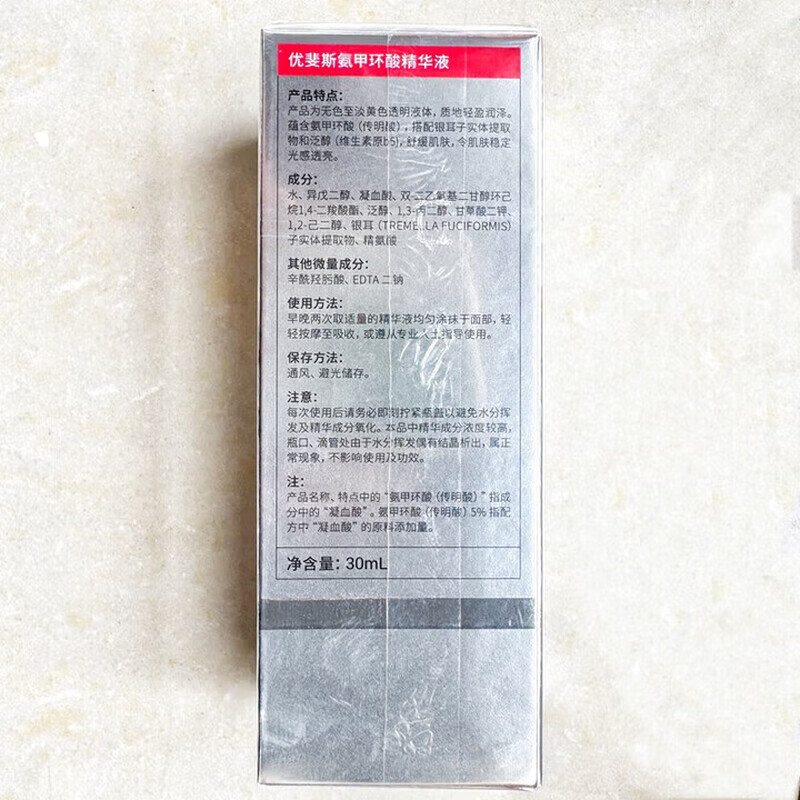 优斐斯氨甲环酸精华液
产品特点：
产品为无色至淡黄色透明液体，质地轻盈润泽。
蕴含氨甲环酸（传明酸），搭配银耳子实体提取
物和泛醇（维生素原b5），舒缓肌肤，令肌肤稳定
光感透亮。
成分：
水、异戊二醇、凝血酸、双-二乙氧基二甘醇环己
烷1,4-二羧酸酯、泛醇、1,3-丙二醇、甘草酸二钾、
1,2-己二醇、银耳（TREMELLA FUCIFORMIS）
子实体提取物、精氨酸
其他微量成分：
辛酰羟肟酸、EDTA 二钠
使用方法：
早晚两次取适量的精华液均匀涂抹于面部，轻
轻按摩至吸收，或遵从专业人士指导使用。
保存方法：
通风、避光储存。
注意：
每次使用后请务必即刻拧紧瓶盖以避免水分挥
发及精华成分氧化。本品中精华成分浓度较高，
瓶口、滴管处由于水分挥发偶有结晶析出，属正
常现象，不影响使用及功效。
注：
产品名称、特点中的“氨甲环酸（传明酸）”指成
分中的“凝血酸”。氨甲环酸（传明酸）5% 指配
方中“凝血酸”的原料添加量。
净含量：30mL